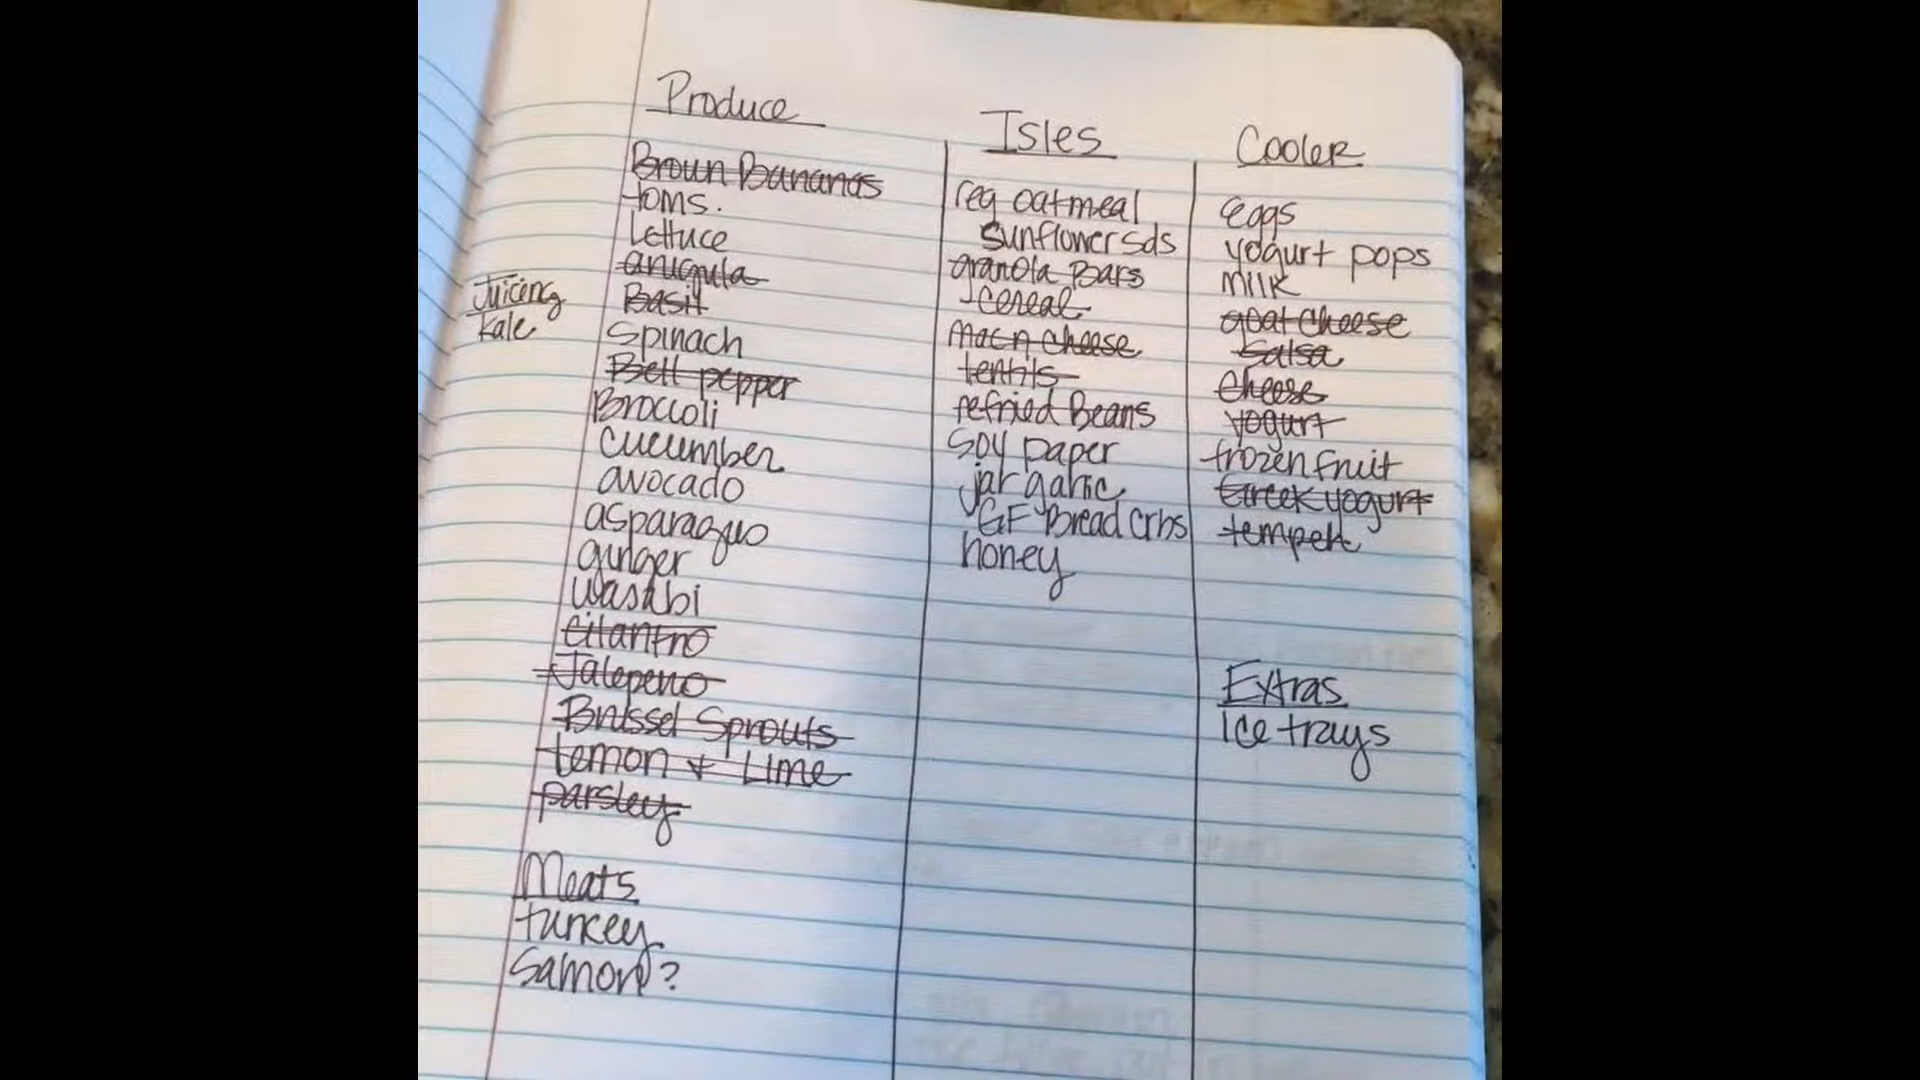 Produce
Brown Bananas
toms.
Lettuce
arugula
Basil
Spinach
Bell pepper
Broccoli
cucumber
avocado
asparagus
ginger
wasabi
cilantro
Jalepeno
Brussel Sprouts
Lemon & Lime
parsley
Juicing
kale
Meats
turkey
Samon?
Isles
reg oatmeal
sunflower sds
granola Bars
cereal
Mac n cheese
lentils
refried Beans
Soy paper
jar garlic
GF Bread crbs
honey
Cooler
eggs
yogurt pops
Milk
goat cheese
Salsa
cheese
yogurt
frozen fruit
Greek yogurt
tempeh
Extras
Ice trays